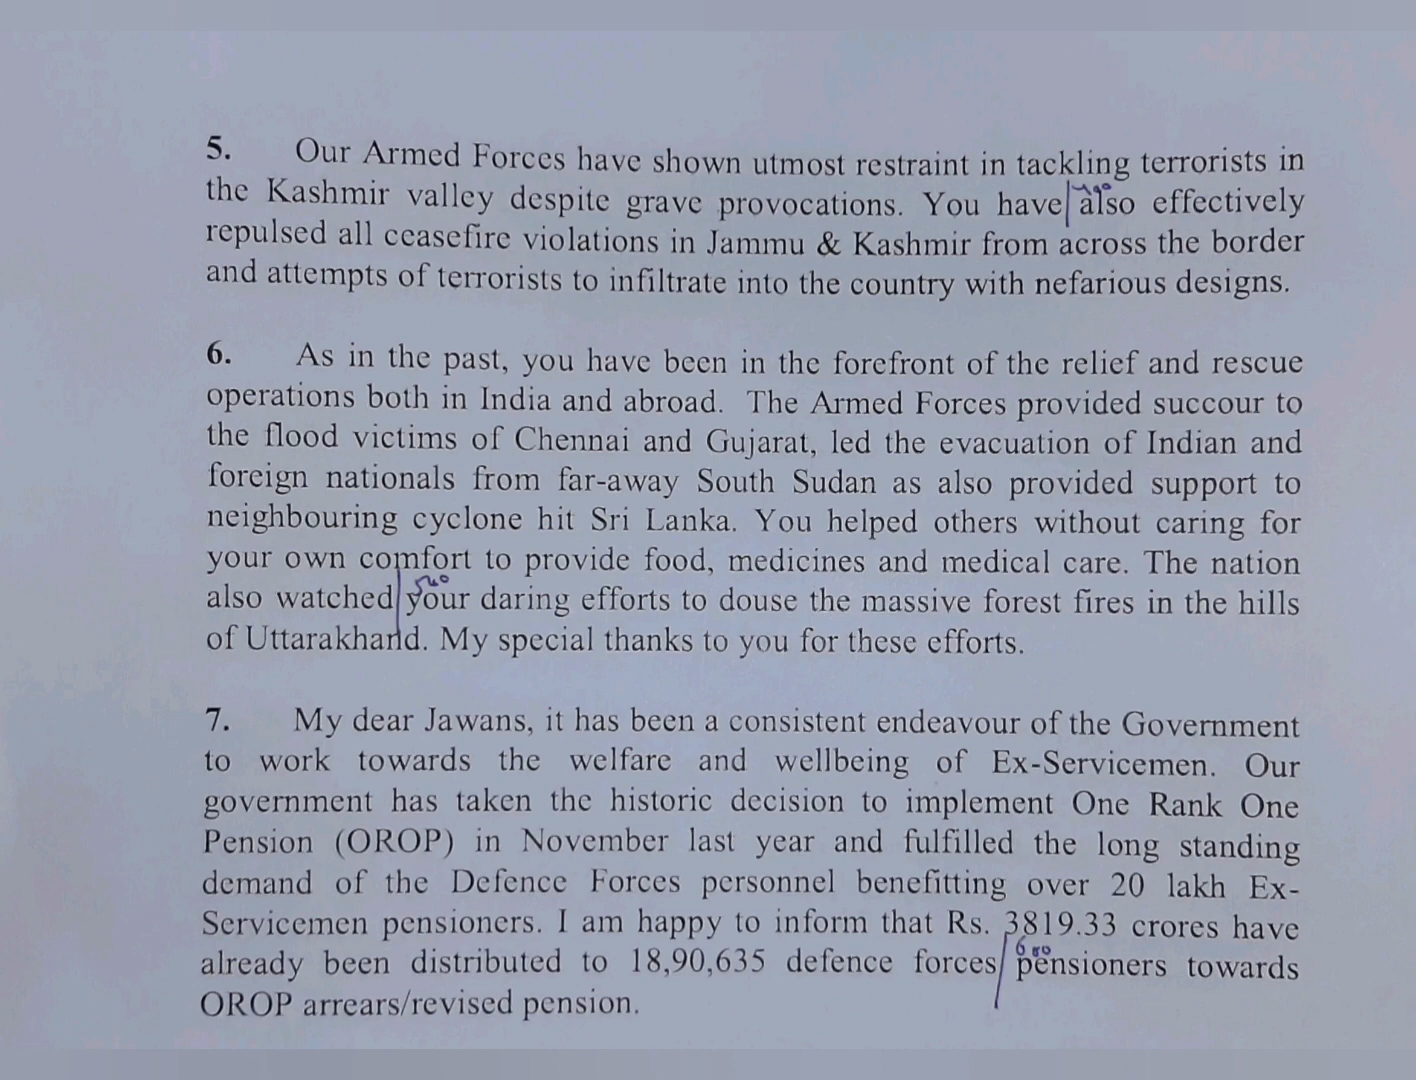 5. Our Armed Forces have shown utmost restraint in tackling terrorists in
the Kashmir valley despite grave provocations. You have also effectively
repulsed all ceasefire violations in Jammu & Kashmir from across the border
and attempts of terrorists to infiltrate into the country with nefarious designs.
6. As in the past, you have been in the forefront of the relief and rescue
operations both in India and abroad. The Armed Forces provided succour to
the flood victims of Chennai and Gujarat, led the evacuation of Indian and
foreign nationals from far-away South Sudan as also provided support to
neighbouring cyclone hit Sri Lanka. You helped others without caring for
your own comfort to provide food, medicines and medical care. The nation
540
also watched your daring efforts to douse the massive forest fires in the hills
of Uttarakhand. My special thanks to you for these efforts.
7. My dear Jawans, it has been a consistent endeavour of the Government
to work towards the welfare and wellbeing of Ex-Servicemen. Our
government has taken the historic decision to implement One Rank One
Pension (OROP) in November last year and fulfilled the long standing
demand of the Defence Forces personnel benefitting over 20 lakh Ex-
Servicemen pensioners. I am happy to inform that Rs. 3819.33 crores have
already been distributed to 18,90,635 defence forces pensioners towards
OROP arrears/revised pension.